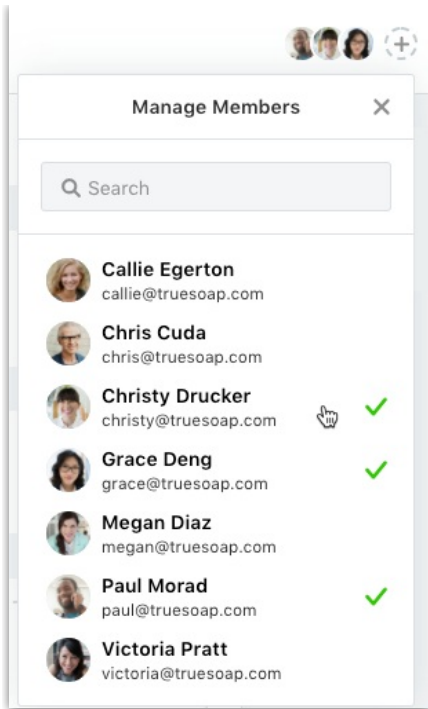 Manage Members
Search
Callie Egerton
callie@truesoap.com
Chris Cuda
chris@truesoap.com
Christy Drucker
christy@truesoap.com
Grace Deng
grace@truesoap.com
Megan Diaz
megan@truesoap.com
Paul Morad
paul@truesoap.com
Victoria Pratt
victoria@truesoap.com